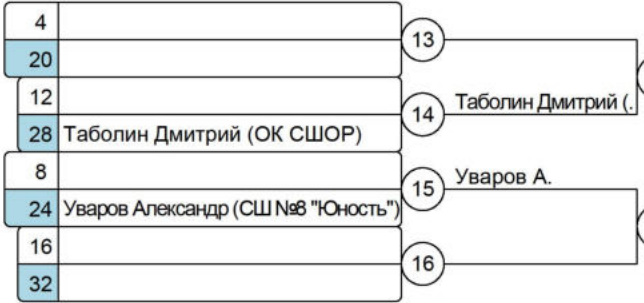 4
13
20
12
14
Таболин Дмитрий (.
28 Таболин Дмитрий (ОК СШОР)
8
15
Уваров А.
24 Уваров Александр (СШ №8 "Юность")
16
16
32